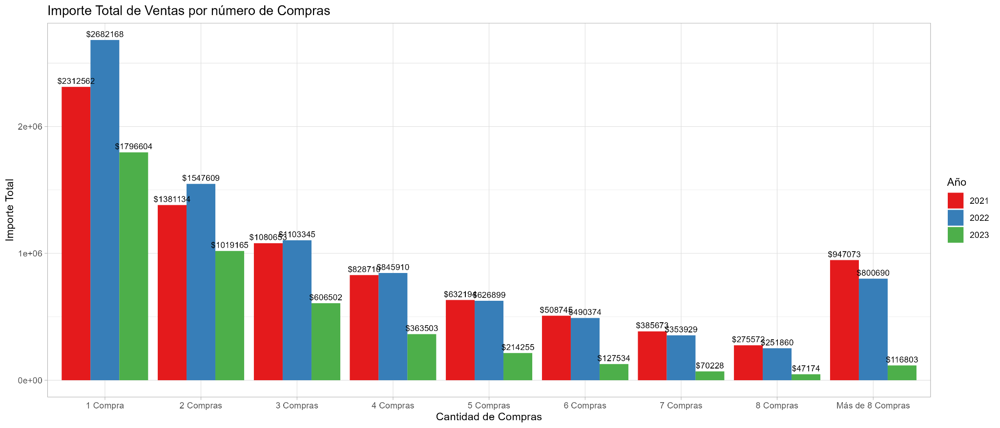 Importe Total de Ventas por número de Compras
Importe Total
2e+06
1e+06
0e+00
$2312562
$2682168
$1796604
$1381134
$1547609
$1019165
$1080653
$1103345
$606502
$828710
$845910
$363503
$632194
$626899
$214255
$508745
$490374
$127534
$385673
$353929
$70228
$275572
$251860
$47174
$947073
$800690
$116803
1 Compra
2 Compras
3 Compras
4 Compras
5 Compras
6 Compras
7 Compras
8 Compras
Más de 8 Compras
Cantidad de Compras
Año
2021
2022
2023